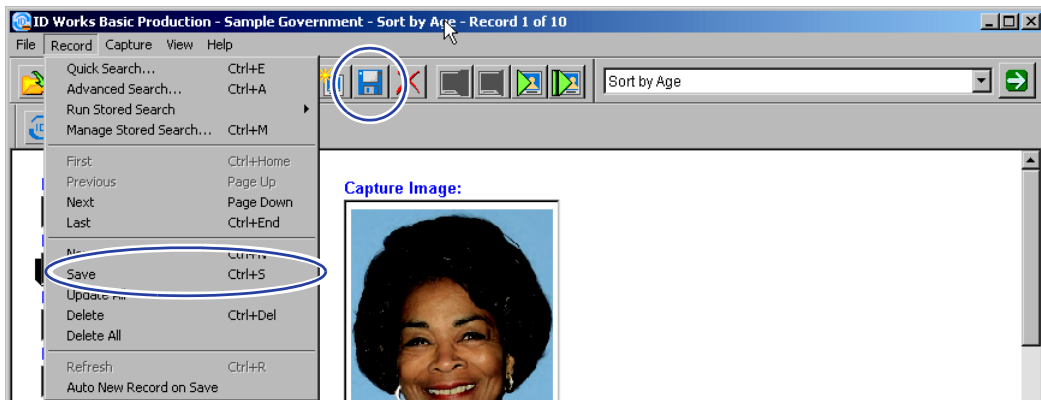 ID Works Basic Production - Sample Government - Sort by Age - Record 1 of 10
File Record Capture View Help
Quick Search... Ctrl+E
Sort by Age
Advanced Search... Ctrl+A
Run Stored Search
Manage Stored Search... Ctrl+M
First Ctrl+Home
Previous Page Up
Capture Image:
Next Page Down
Last Ctrl+End
Ctrl+N
Save Ctrl+S
Update All
Delete Ctrl+Del
Delete All
Refresh Ctrl+R
Auto New Record on Save